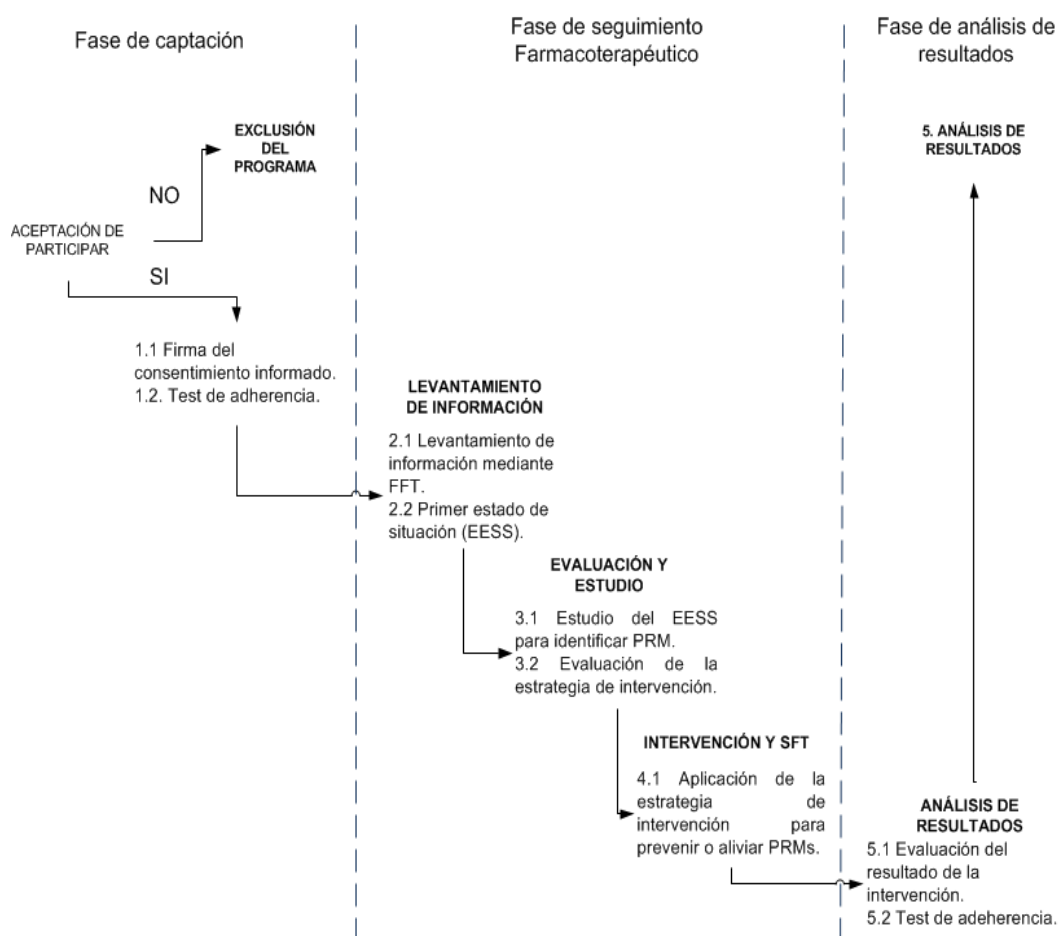 Fase de captación
Fase de seguimiento
Farmacoterapéutico
Fase de análisis de
resultados
EXCLUSIÓN
DEL
PROGRAMA
5. ANÁLISIS DE
RESULTADOS
NO
ACEPTACIÓN DE
PARTICIPAR
SI
1.1 Firma del
consentimiento informado.
1.2. Test de adherencia.
LEVANTAMIENTO
DE INFORMACIÓN
2.1 Levantamiento de
información mediante
FFT.
2.2 Primer estado de
situación (EESS).
EVALUACIÓN Y
ESTUDIO
3.1 Estudio del EESS
para identificar PRM.
3.2 Evaluación de la
estrategia de intervención.
INTERVENCIÓN Y SFT
4.1 Aplicación de la
estrategia de
intervención para
prevenir o aliviar PRMs.
ANÁLISIS DE
RESULTADOS
5.1 Evaluación del
resultado de la
intervención.
5.2 Test de adeherencia.